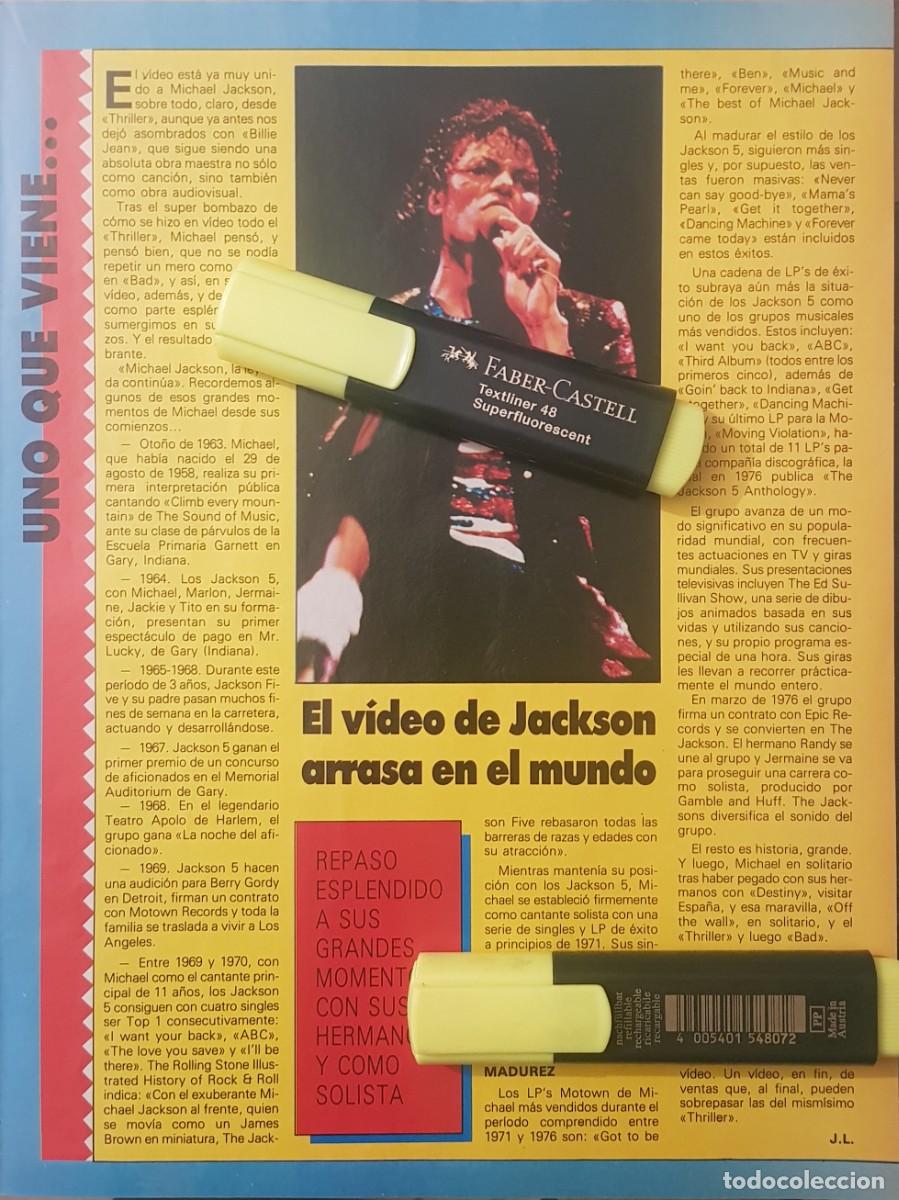 UNO QUE VIENE...
El vídeo está ya muy uni-
do a Michael Jackson,
sobre todo, claro, desde
«Thriller», aunque ya antes nos
dejó asombrados con «Billie
Jean», que sigue siendo una
absoluta obra maestra no sólo
como canción, sino también
como obra audiovisual.
Tras el super bombazo de
cómo se hizo en vídeo todo el
«Thriller», Michael pensó, y
pensó bien, que no se podía
repetir un mero como
en «Bad», y así, en
vídeo, además, y de
como parte
sumergimos en su
zos. Y el resultado
brante.
«Michael Jackson, la
da continúa». Recordemos al-
gunos de esos grandes mo-
mentos de Michael desde sus
comienzos...
— Otoño de 1963. Michael,
que había nacido el 29 de
agosto de 1958, realiza su pri-
mera interpretación pública
cantando «Climb every moun-
tain» de The Sound of Music,
ante su clase de párvulos de la
Escuela Primaria Garnett en
Gary, Indiana.
— 1964. Los Jackson 5,
con Michael, Marlon, Jermai-
ne, Jackie y Tito en su forma-
ción, presentan su primer
espectáculo de pago en Mr.
Lucky, de Gary (Indiana).
— 1965-1968. Durante este
período de 3 años, Jackson Fi-
ve y su padre pasan muchos fi-
nes de semana en la carretera,
actuando y desarrollándose.
— 1967. Jackson 5 ganan el
primer premio de un concurso
de aficionados en el Memorial
Auditorium de Gary.
— 1968. En el legendario
Teatro Apolo de Harlem, el
grupo gana «La noche del afi-
cionado».
— 1969. Jackson 5 hacen
una audición para Berry Gordy
en Detroit, firman un contrato
con Motown Records y toda la
familia se traslada a vivir a Los
Angeles.
— Entre 1969 y 1970, con
Michael como el cantante prin-
cipal de 11 años, los Jackson
5 consiguen con cuatro singles
ser Top 1 consecutivamente:
«I want your back», «ABC»,
«The love you save» y «I'll be
there». The Rolling Stone Illus-
trated History of Rock & Roll
indica: «Con el exuberante Mi-
chael Jackson al frente, quien
se movía como un James
Brown en miniatura, The Jack-
FABER-CASTELL
Textliner 48
Superfluorescent
El vídeo de Jackson
arrasa en el mundo
REPASO
ESPLENDIDO
A SUS
GRANDES
CON SUS
Y COMO
SOLISTA
son Five rebasaron todas las
barreras de razas y edades con
su atracción».
Mientras mantenía su posi-
ción con los Jackson 5, Mi-
chael se estableció firmemente
como cantante solista con una
serie de singles y LP de éxito
a principios de 1971. Sus sin-
MADUREZ
Los LP's Motown de Mi-
chael más vendidos durante el
período comprendido entre
1971 y 1976 son: «Got to be
there», «Ben», «Music and
me», «Forever», «Michael» y
«The best of Michael Jack-
son».
Al madurar el estilo de los
Jackson 5, siguieron más sin-
gles y, por supuesto, las ven-
tas fueron masivas: «Never
can say good-bye», «Mama's
Pearl», «Get it together»,
«Dancing Machine» y «Forever
came today» están incluidos
en estos éxitos.
Una cadena de LP's de éxi-
to subraya aún más la situa-
ción de los Jackson 5 como
uno de los grupos musicales
más vendidos. Estos incluyen:
«I want you back», «ABC»,
«Third Album» (todos entre los
primeros cinco), además de
«Goin' back to Indiana», «Get
together», «Dancing Machi-
y su último LP para la Mo-
«Moving Violation», ha-
un total de 11 LP's pa-
compañía discográfica, la
en 1976 publica «The
Jackson 5 Anthology».
El grupo avanza de un mo-
do significativo en su popula-
ridad mundial, con frecuen-
tes actuaciones en TV y giras
mundiales. Sus presentaciones
televisivas incluyen The Ed Su-
llivan Show, una serie de dibu-
jos animados basada en sus
vidas y utilizando sus cancio-
nes, y su propio programa es-
pecial de una hora. Sus giras
les llevan a recorrer práctica-
mente el mundo entero.
En marzo de 1976 el grupo
firma un contrato con Epic Re-
cords y se convierten en The
Jackson. El hermano Randy se
une al grupo y Jermaine se va
para proseguir una carrera co-
mo solista, producido por
Gamble and Huff. The Jack-
sons diversifica el sonido del
grupo.
El resto es historia, grande.
Y luego, Michael en solitario
tras haber pegado con sus her-
manos con «Destiny», visitar
España, y esa maravilla, «Off
the wall», en solitario, y el
«Thriller» y luego «Bad».
vídeo. Un vídeo, en fin, de
ventas que, al final, pueden
sobrepasar las del mismísimo
«Thriller».
J.L.
nachfüllbar
refillable
rechargeable
ricaricabile
recargable
4 005401 548072
PP
Made in
Austria
todocoleccion